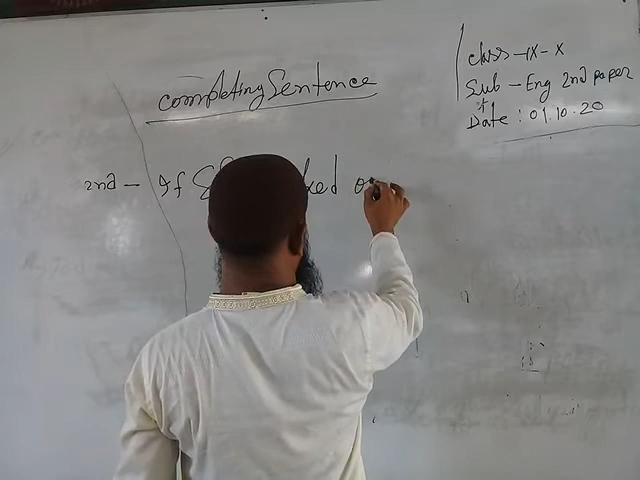 completing Sentence
Class - IX - X
Sub - Eng 2nd paper
Date : 01.10.20
2nd - If